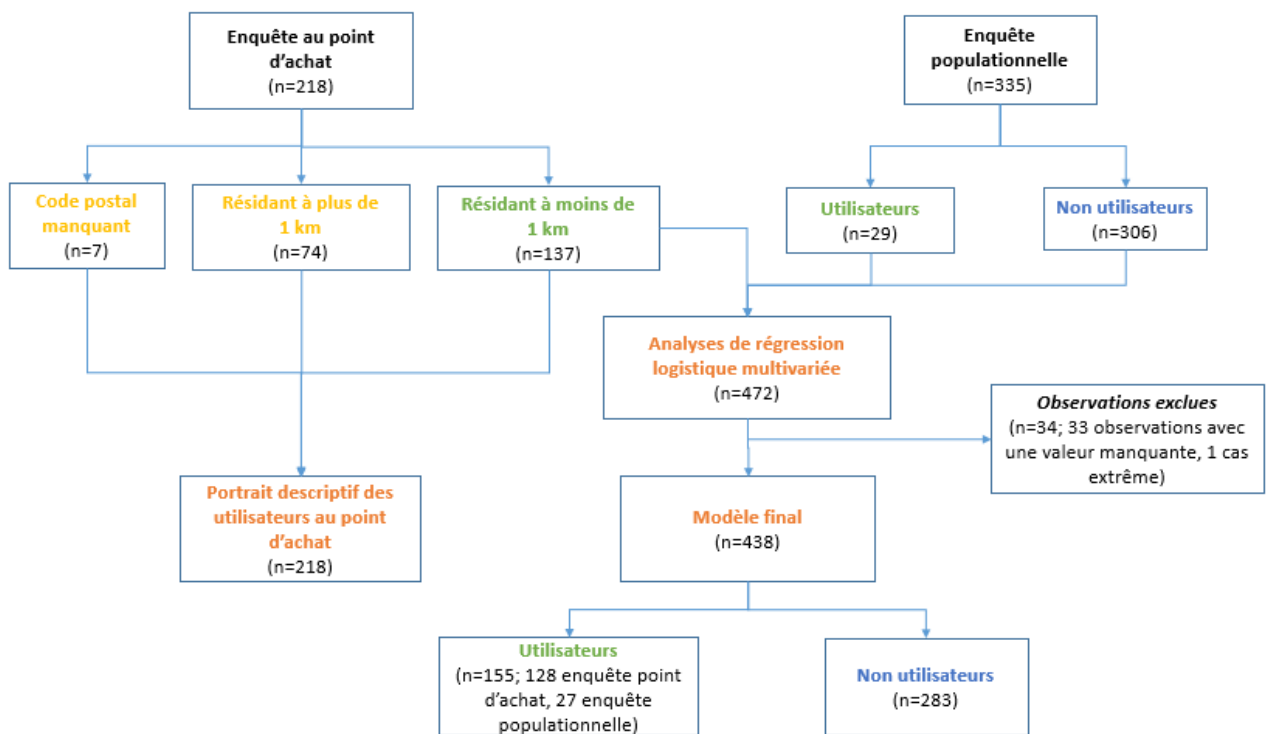 Enquête au point
d’achat
(n=218)
Enquête
populationnelle
(n=335)
Code postal
manquant
(n=7)
Résidant à plus de
1 km
(n=74)
Résidant à moins de
1 km
(n=137)
Utilisateurs
(n=29)
Non utilisateurs
(n=306)
Analyses de régression
logistique multivariée
(n=472)
Observations exclues
(n=34; 33 observations avec
une valeur manquante, 1 cas
extrême)
Portrait descriptif des
utilisateurs au point
d’achat
(n=218)
Modèle final
(n=438)
Utilisateurs
(n=155; 128 enquête point
d’achat, 27 enquête
populationnelle)
Non utilisateurs
(n=283)